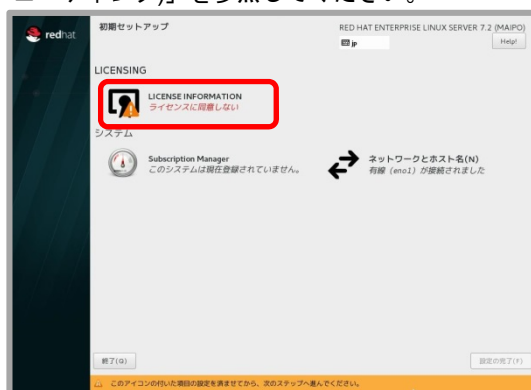 ューティング)」を参照してください。
redhat
初期セットアップ
RED HAT ENTERPRISE LINUX SERVER 7.2 (MAIPO)
jp
Help!
LICENSING
LICENSE INFORMATION
ライセンスに同意しない
システム
Subscription Manager
このシステムは現在登録されていません。
ネットワークとホスト名(N)
有線 (eno1) が接続されました
終了(Q)
設定の完了(F)
このアイコンの付いた項目の設定を済ませてから、次のステップへ進んでください。